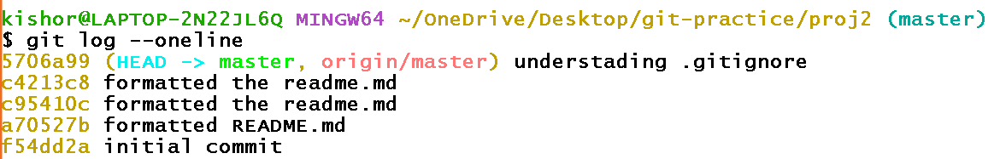 kishor@LAPTOP-2N22JL6Q MINGW64 ~/OneDrive/Desktop/git-practice/proj2 (master)
$ git log --oneline
5706a99 (HEAD -> master, origin/master) understading .gitignore
c4213c8 formatted the readme.md
c95410c formatted the readme.md
a70527b formatted README.md
f54dd2a initial commit